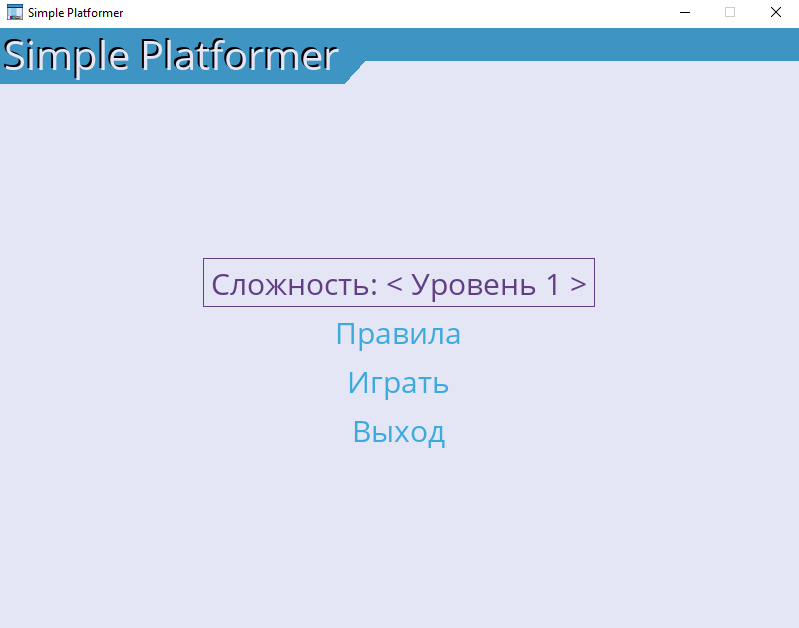 Simple Platformer
Simple Platformer
Сложность: < Уровень 1 >
Правила
Играть
Выход